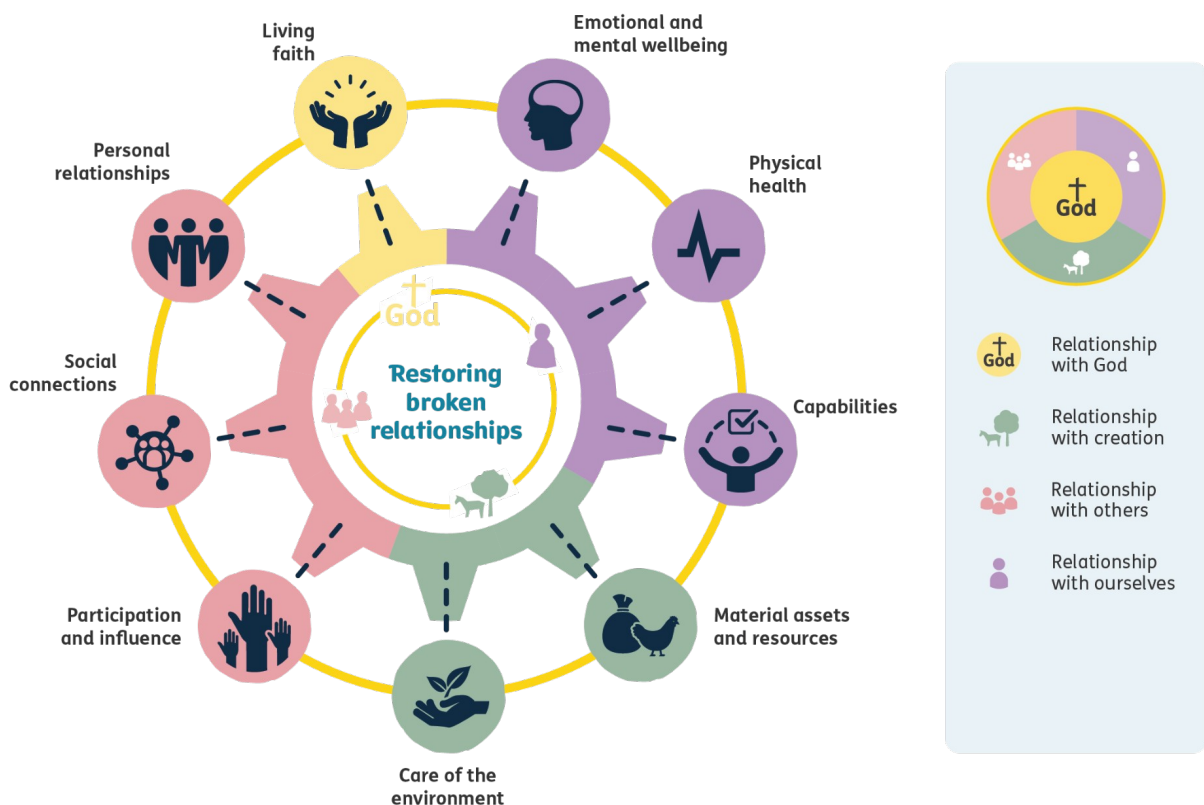 Living
faith
Emotional and
mental wellbeing
Personal
relationships
Physical
health
God
Restoring
broken
relationships
Social
connections
Capabilities
Participation
and influence
Material assets
and resources
Care of the
environment
God
God
Relationship
with God
Relationship
with creation
Relationship
with others
Relationship
with ourselves